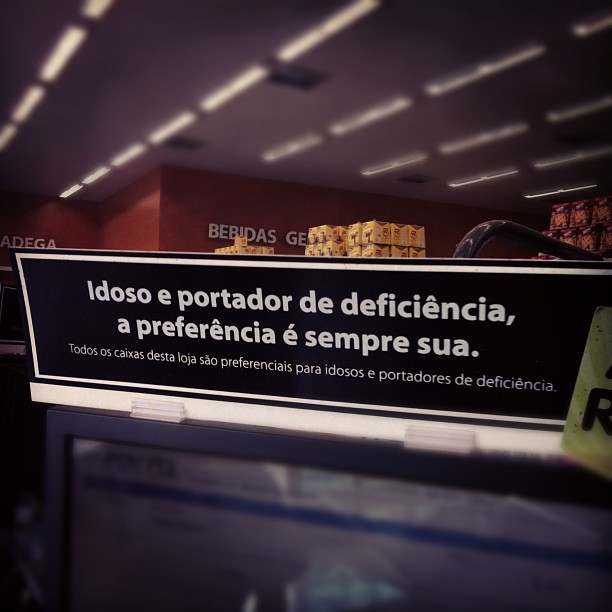 ADEGA
BEBIDAS GE
Idoso e portador de deficiência,
a preferência é sempre sua.
Todos os caixas desta loja são preferenciais para idosos e portadores de deficiência.
R